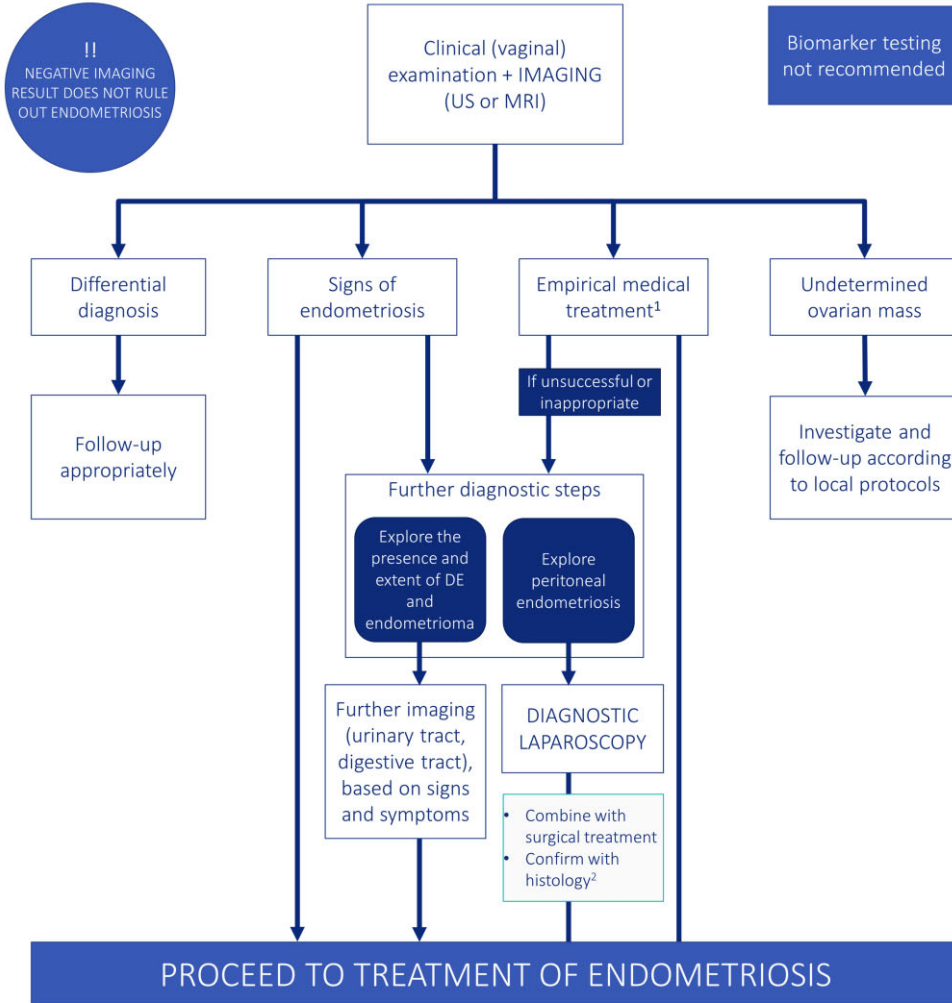 !!
NEGATIVE IMAGING
RESULT DOES NOT RULE
OUT ENDOMETRIOSIS
Clinical (vaginal)
examination + IMAGING
(US or MRI)
Biomarker testing
not recommended
Differential
diagnosis
Signs of
endometriosis
Empirical medical
treatment¹
Undetermined
ovarian mass
If unsuccessful or
inappropriate
Follow-up
appropriately
Investigate and
follow-up according
to local protocols
Further diagnostic steps
Explore the
presence and
extent of DE
and
endometrioma
Explore
peritoneal
endometriosis
Further imaging
(urinary tract,
digestive tract),
based on signs
and symptoms
DIAGNOSTIC
LAPAROSCOPY
• Combine with
surgical treatment
• Confirm with
histology²
PROCEED TO TREATMENT OF ENDOMETRIOSIS